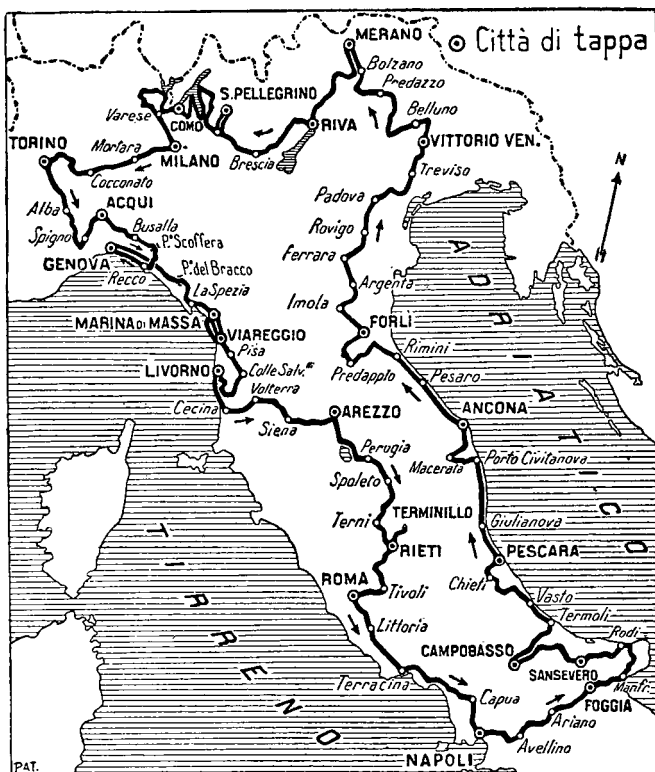 MERANO
Città di tappa
Bolzano
Predazzo
S.PELLEGRINO
Varese
COMO
RIVA
Belluno
VITTORIO VEN.
TORINO
Mortara
MILANO
Brescia
Treviso
N
Cocconato
Padova
Alba
ACQUI
Spigno
Busalla
Rovigo
P.o Scoffera
GENOVA
Ferrara
Recco
P.o del Bracco
La Spezia
Argenta
Imola
MARINA DI MASSA
FORLÌ
VIAREGGIO
Rimini
Pisa
LIVORNO
Colle Salv.tti
Predappio
Pesaro
Volterra
Cecina
AREZZO
ANCONA
Siena
Perugia
Macerata
Porto Civitanova
Spoleto
TERMINILLO
Giulianova
Terni
RIETI
PESCARA
ROMA
Tivoli
Chieti
Vasto
Littoria
Termoli
Rodi
CAMPOBASSO
SANSEVERO
Terracina
Manfr.
FOGGIA
Capua
Ariano
Avellino
NAPOLI
ADRIATICO
TIRRENO
PAT.